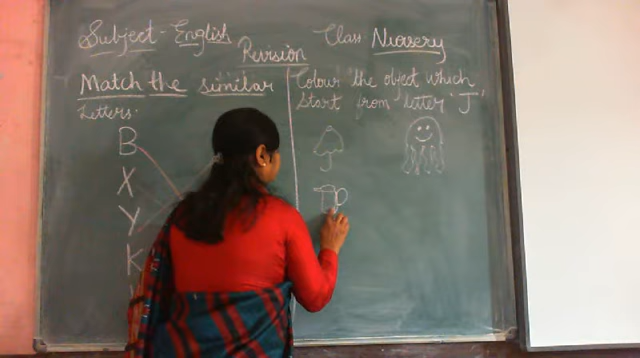 Subject - English Class Nursery
Revision
Match the similar
Letters.
B
X
Y
K
Colour the object which
Start from letter 'J'